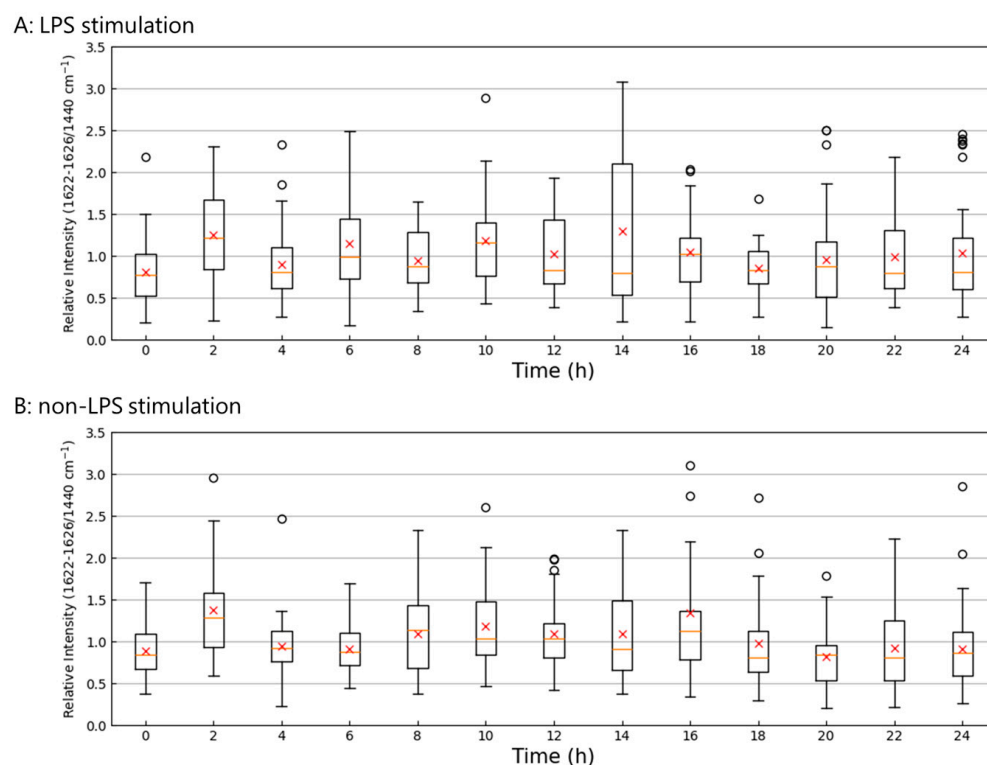 A: LPS stimulation
Relative Intensity (1622-1626/1440 cm⁻¹)
3.5
3.0
2.5
2.0
1.5
1.0
0.5
0.0
0 2 4 6 8 10 12 14 16 18 20 22 24
Time (h)
B: non-LPS stimulation
Relative Intensity (1622-1626/1440 cm⁻¹)
3.5
3.0
2.5
2.0
1.5
1.0
0.5
0.0
0 2 4 6 8 10 12 14 16 18 20 22 24
Time (h)